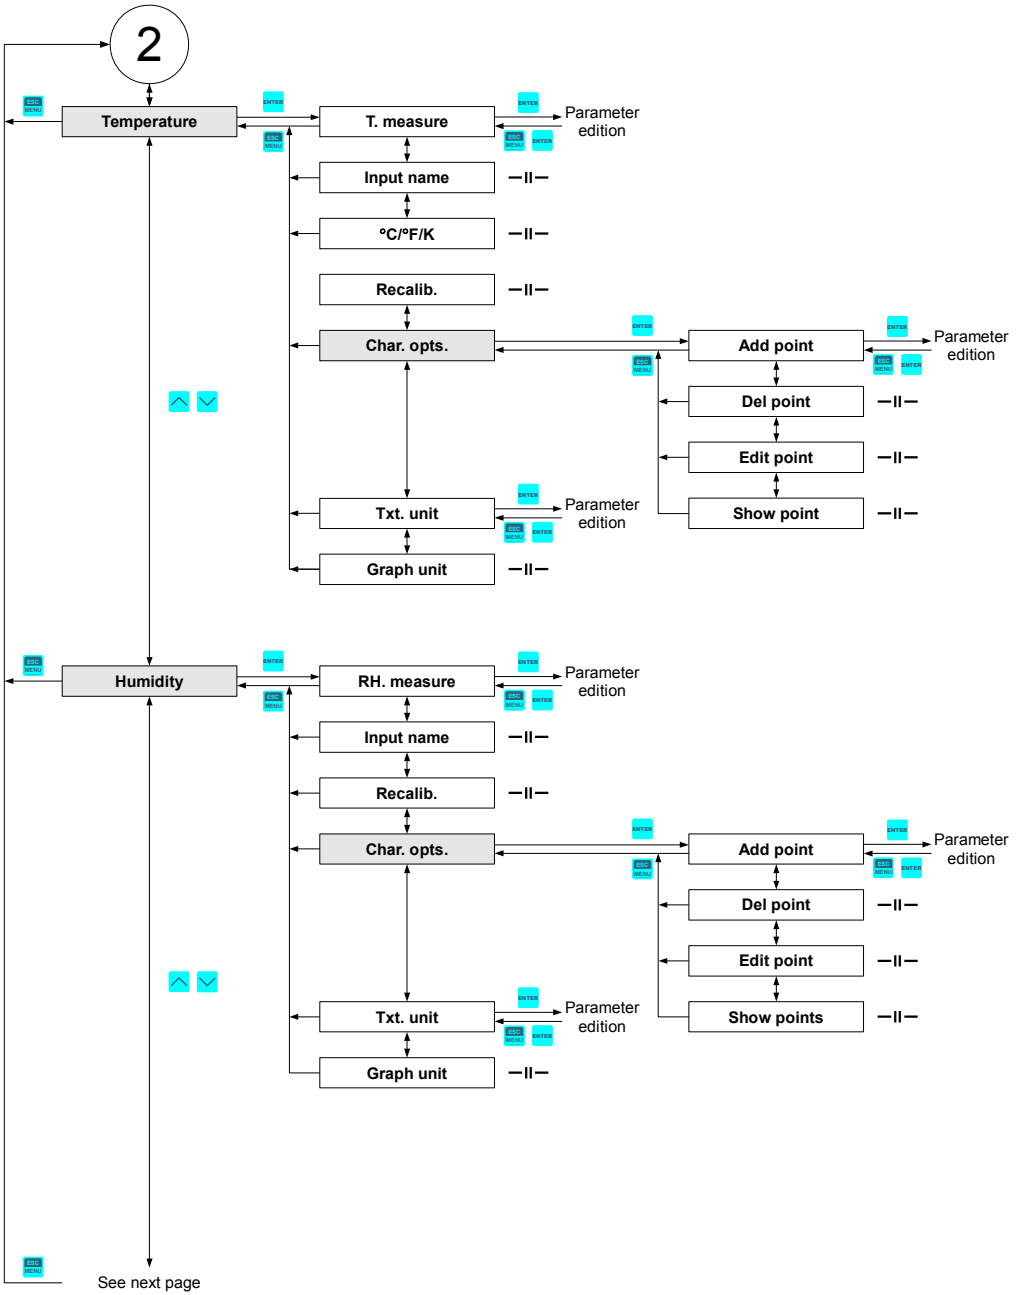 2
ESC
MENU
ENTER
ENTER
Temperature
T. measure
Parameter
edition
ESC
MENU
ESC
MENU
ENTER
Input name
—II—
°C/°F/K
—II—
Recalib.
—II—
ENTER
ENTER
Char. opts.
Add point
Parameter
edition
ESC
MENU
ESC
MENU
ENTER
Del point
—II—
Edit point
—II—
ENTER
Txt. unit
Parameter
edition
Show point
—II—
ESC
MENU
ENTER
Graph unit
—II—
ESC
MENU
ENTER
ENTER
Humidity
RH. measure
Parameter
edition
ESC
MENU
ESC
MENU
ENTER
Input name
—II—
Recalib.
—II—
ENTER
ENTER
Char. opts.
Add point
Parameter
edition
ESC
MENU
ESC
MENU
ENTER
Del point
—II—
Edit point
—II—
ENTER
Txt. unit
Parameter
edition
Show points
—II—
ESC
MENU
ENTER
Graph unit
—II—
ESC
MENU
See next page